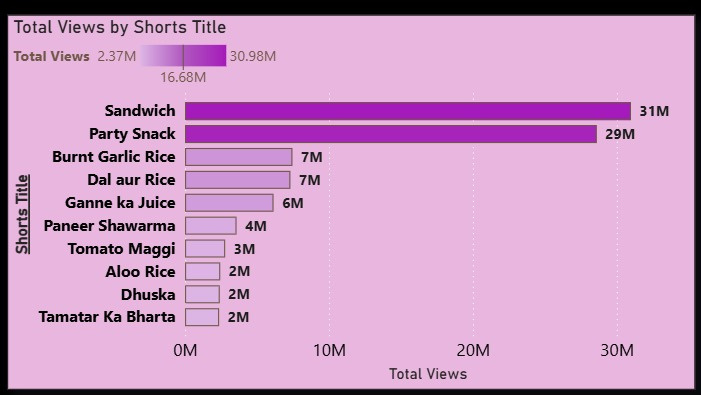 Total Views by Shorts Title
Total Views 2.37M 30.98M
16.68M
Shorts Title
Sandwich 31M
Party Snack 29M
Burnt Garlic Rice 7M
Dal aur Rice 7M
Ganne ka Juice 6M
Paneer Shawarma 4M
Tomato Maggi 3M
Aloo Rice 2M
Dhuska 2M
Tamatar Ka Bharta 2M
0M 10M 20M 30M
Total Views